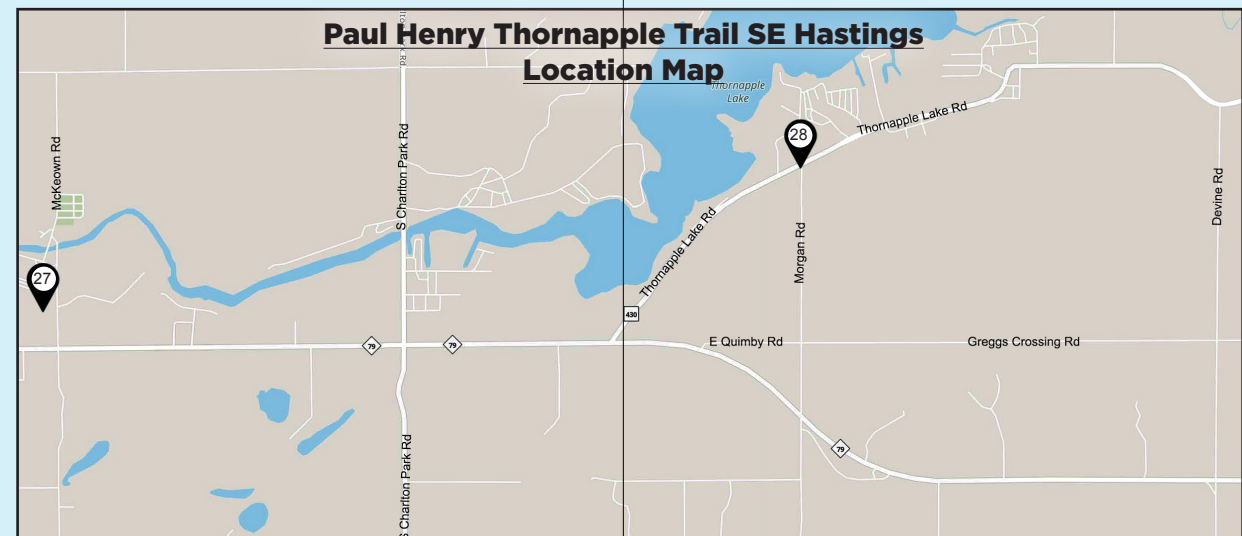 Paul Henry Thornapple Trail SE Hastings
Location Map
Thornapple
Lake
28
Thornapple Lake Rd
McKeown Rd
S Charlton Park Rd
Devine Rd
Thornapple Lake Rd
Morgan Rd
27
430
79
79
E Quimby Rd
Greggs Crossing Rd
79
S Charlton Park Rd